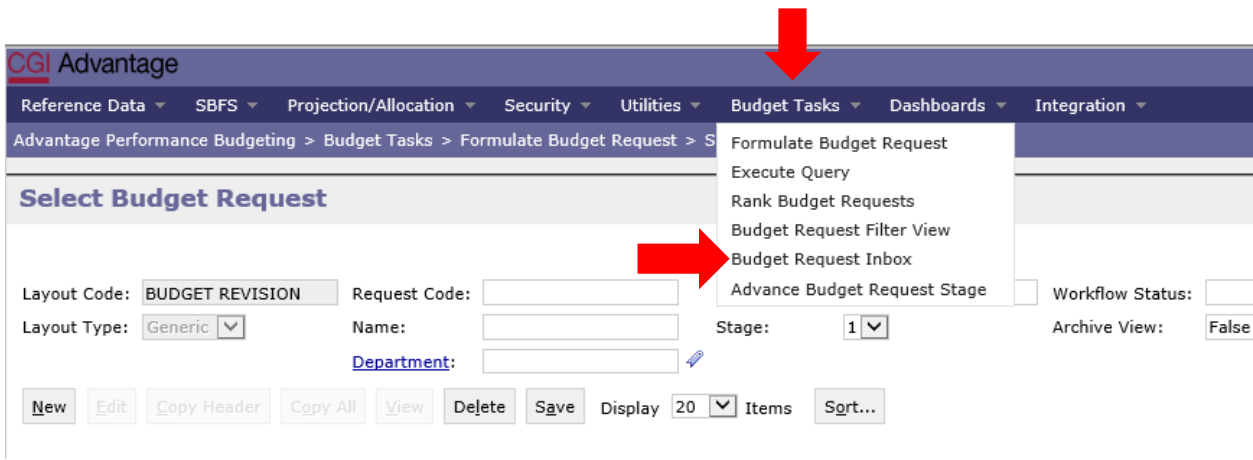 CGI Advantage
Reference Data SBFS Projection/Allocation Security Utilities Budget Tasks Dashboards Integration
Advantage Performance Budgeting > Budget Tasks > Formulate Budget Request > S
Formulate Budget Request
Execute Query
Rank Budget Requests
Budget Request Filter View
Budget Request Inbox
Advance Budget Request Stage
Select Budget Request
Layout Code: BUDGET REVISION Request Code: Workflow Status:
Layout Type: Generic Name: Stage: 1 Archive View: False
Department:
New Edit Copy Header Copy All View Delete Save Display 20 Items Sort...